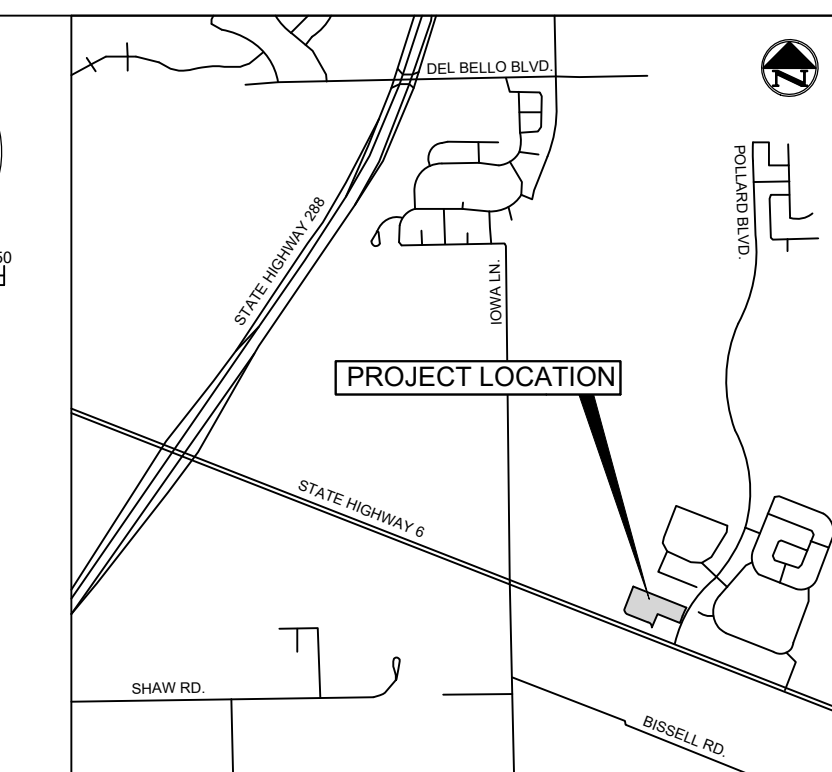 DEL BELLO BLVD.
N
POLLARD BLVD.
50
STATE HIGHWAY 288
IOWA LN.
PROJECT LOCATION
STATE HIGHWAY 6
SHAW RD.
BISSELL RD.